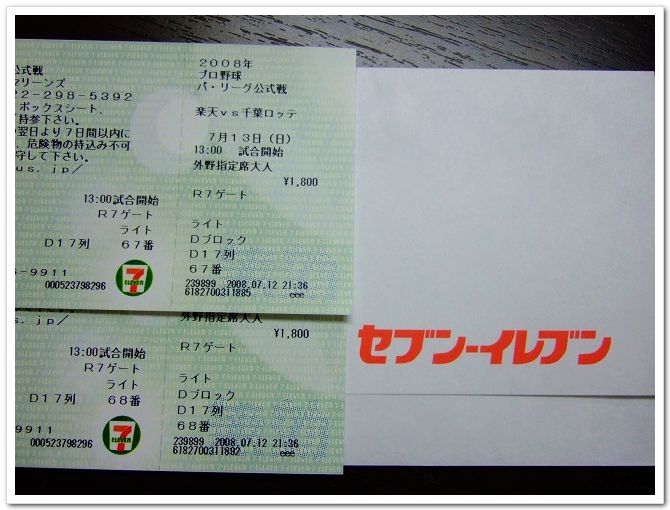 公式戦
マリーンズ
22-298-5392
ボックスシート、
ご持参下さい。
の翌日より7日間以内に
、危険物の持込み不可
守して下さい。
us.jp/
13:00試合開始
R7ゲート
ライト
D17列 67番
-9911
000523798296
7
ELEVEN
2008年
プロ野球
パ・リーグ公式戦
楽天vs千葉ロッテ
7月13日(日)
13:00 試合開始
外野指定席大人
¥1,800
R7ゲート
ライト
Dブロック
D17列
67番
239899 2008.07.12 21:36
6182700311885 eee
s.jp/
13:00試合開始
R7ゲート
ライト
D17列 68番
9911
000523798296
7
ELEVEN
外野指定席大人
¥1,800
R7ゲート
ライト
Dブロック
D17列
68番
239899 2008.07.12 21:36
6182700311892 eee
セブン-イレブン